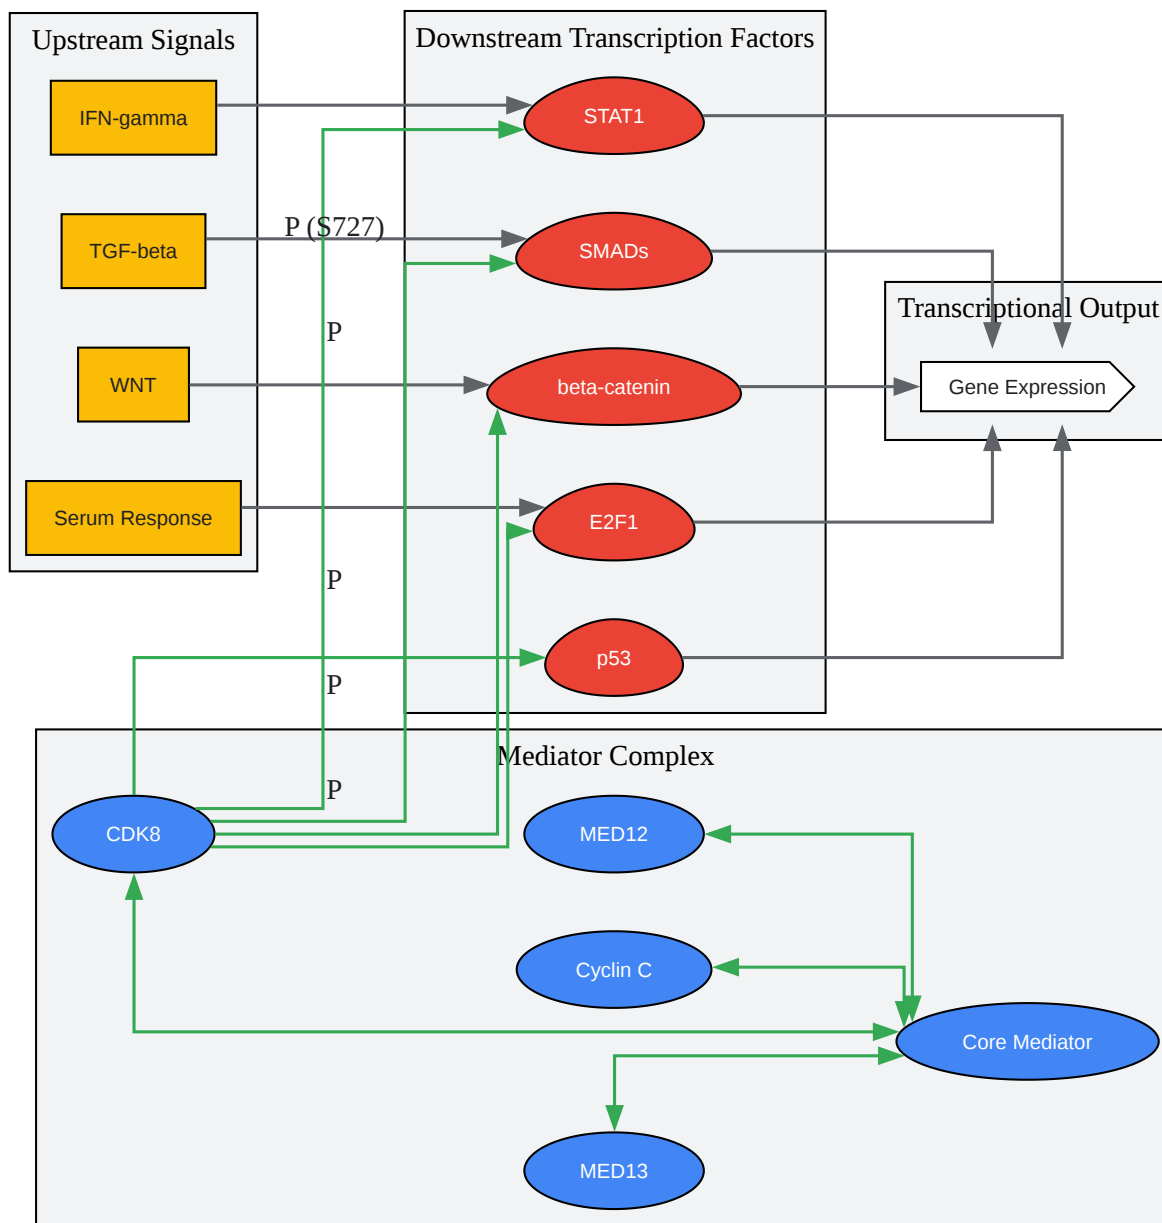 Upstream Signals
Downstream Transcription Factors
IFN-gamma
STAT1
P (S727)
TGF-beta
SMADs
Transcriptional Output
P
WNT
beta-catenin
Gene Expression
Serum Response
E2F1
P
p53
P
Mediator Complex
P
CDK8
MED12
Cyclin C
Core Mediator
MED13